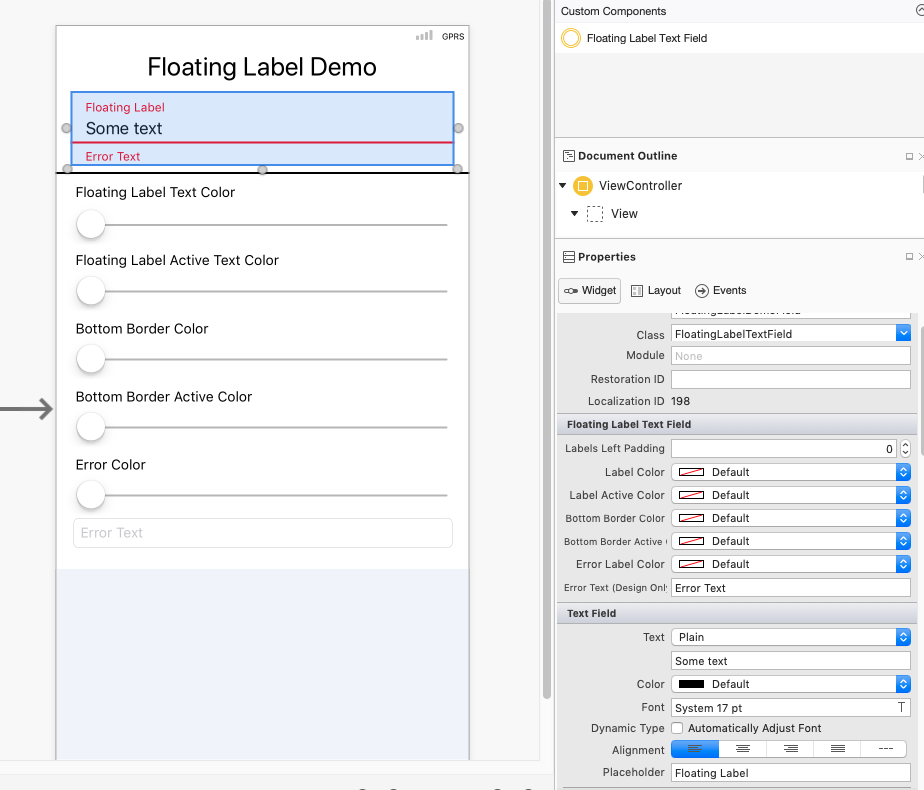 GPRS
Floating Label Demo
Floating Label
Some text
Error Text
Floating Label Text Color
Floating Label Active Text Color
Bottom Border Color
Bottom Border Active Color
Error Color
Error Text
Custom Components
Floating Label Text Field
Document Outline
ViewController
View
Properties
Widget Layout Events
Class FloatingLabelTextField
Module None
Restoration ID
Localization ID 198
Floating Label Text Field
Labels Left Padding 0
Label Color Default
Label Active Color Default
Bottom Border Color Default
Bottom Border Active Default
Error Label Color Default
Error Text (Design Onl Error Text
Text Field
Text Plain
Some text
Color Default
Font System 17 pt T
Dynamic Type Automatically Adjust Font
Alignment
Placeholder Floating Label